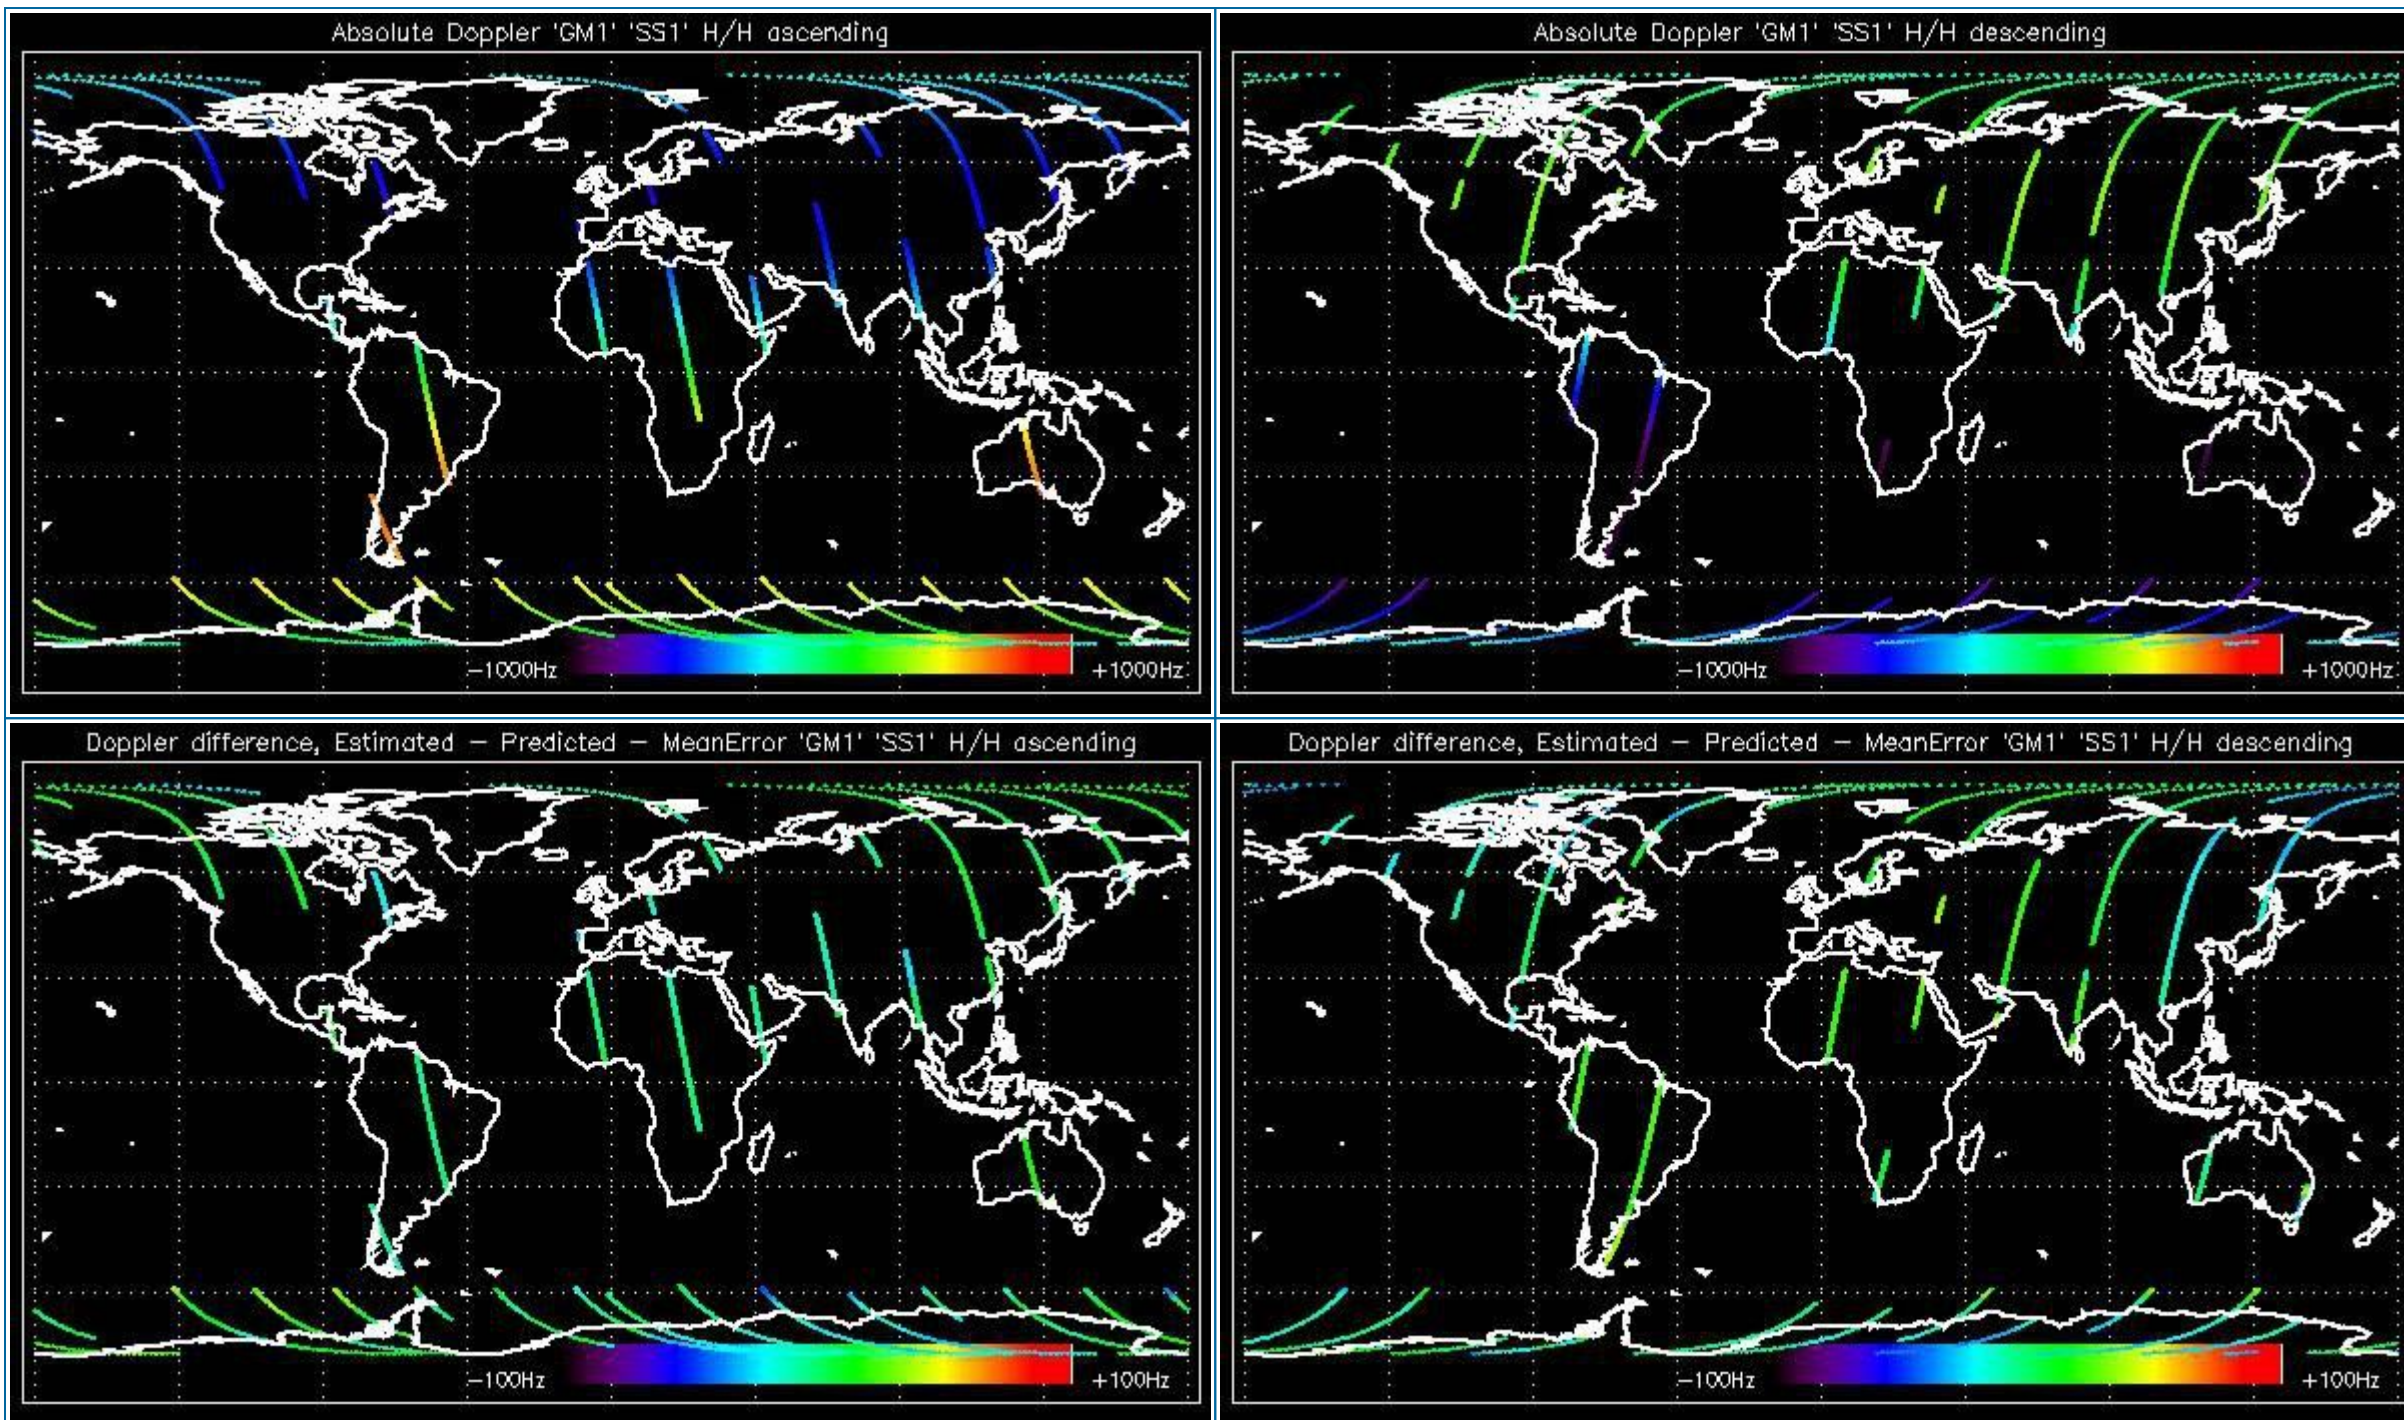 Absolute Doppler 'GM1' 'SS1' H/H ascending
-1000Hz
+1000Hz
Absolute Doppler 'GM1' 'SS1' H/H descending
-1000Hz
+1000Hz
Doppler difference, Estimated - Predicted - MeanError 'GM1' 'SS1' H/H ascending
-100Hz
+100Hz
Doppler difference, Estimated - Predicted - MeanError 'GM1' 'SS1' H/H descending
-100Hz
+100Hz